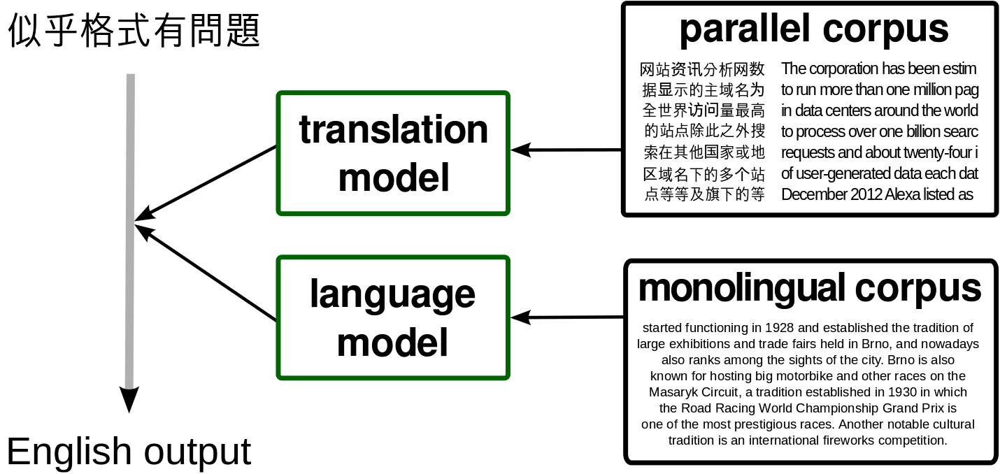 似乎格式有問題
English output
translation
model
language
model
parallel corpus
网站资讯分析网数
据显示的主域名为
全世界访问量最高
的站点除此之外搜
索在其他国家或地
区域名下的多个站
点等等及旗下的等
The corporation has been estim
to run more than one million pag
in data centers around the world
to process over one billion searc
requests and about twenty-four i
of user-generated data each dat
December 2012 Alexa listed as
monolingual corpus
started functioning in 1928 and established the tradition of
large exhibitions and trade fairs held in Brno, and nowadays
also ranks among the sights of the city. Brno is also
known for hosting big motorbike and other races on the
Masaryk Circuit, a tradition established in 1930 in which
the Road Racing World Championship Grand Prix is
one of the most prestigious races. Another notable cultural
tradition is an international fireworks competition.